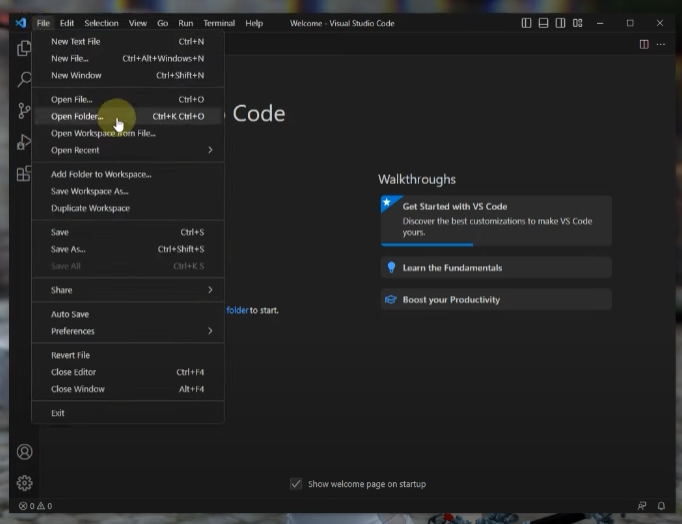 File Edit Selection View Go Run Terminal Help Welcome - Visual Studio Code
New Text File Ctrl+N
New File... Ctrl+Alt+Windows+N
New Window Ctrl+Shift+N
Open File... Ctrl+O
Open Folder... Ctrl+K Ctrl+O
Code
Open Workspace from File...
Open Recent
Add Folder to Workspace...
Save Workspace As...
Duplicate Workspace
Save Ctrl+S
Save As... Ctrl+Shift+S
Save All Ctrl+K S
Share
Auto Save
Preferences
Revert File
Close Editor Ctrl+F4
Close Window Alt+F4
Exit
folder to start.
Walkthroughs
Get Started with VS Code
Discover the best customizations to make VS Code
yours.
Learn the Fundamentals
Boost your Productivity
Show welcome page on startup
0 0